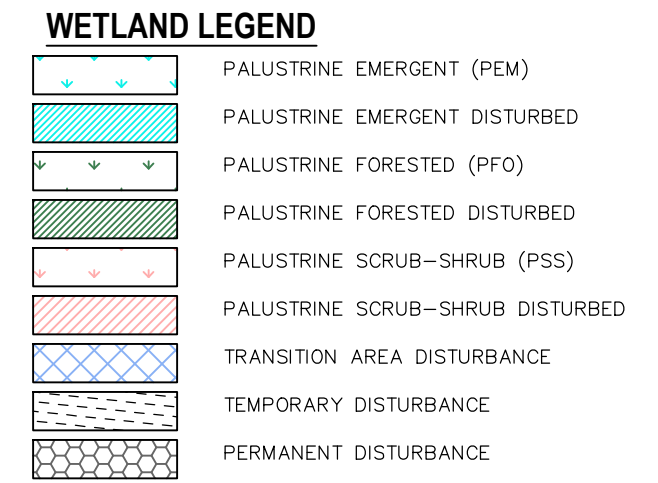 WETLAND LEGEND
PALUSTRINE EMERGENT (PEM)
PALUSTRINE EMERGENT DISTURBED
PALUSTRINE FORESTED (PFO)
PALUSTRINE FORESTED DISTURBED
PALUSTRINE SCRUB-SHRUB (PSS)
PALUSTRINE SCRUB-SHRUB DISTURBED
TRANSITION AREA DISTURBANCE
TEMPORARY DISTURBANCE
PERMANENT DISTURBANCE